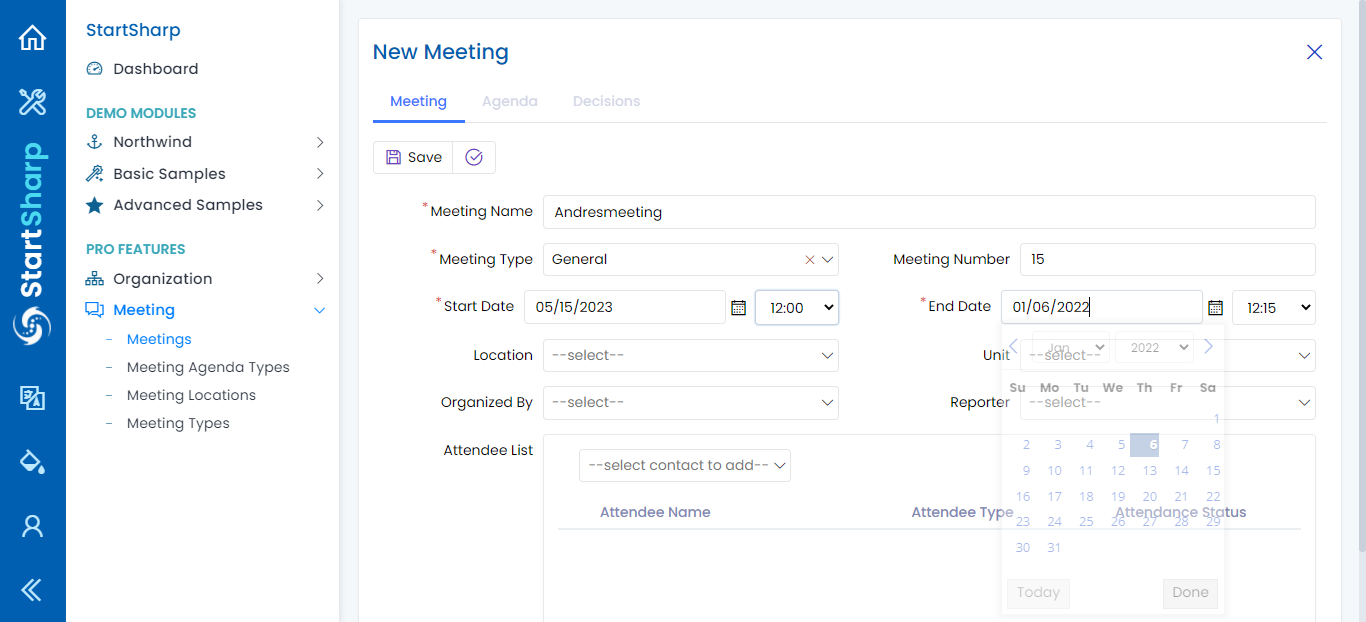 StartSharp
StartSharp
Dashboard
DEMO MODULES
Northwind
Basic Samples
Advanced Samples
PRO FEATURES
Organization
Meeting
– Meetings
– Meeting Agenda Types
– Meeting Locations
– Meeting Types
New Meeting
Meeting Agenda Decisions
Save
*Meeting Name Andresmeeting
*Meeting Type General Meeting Number 15
*Start Date 05/15/2023 12:00 *End Date 01/06/2022 12:15
Location --select-- Unit --select--
Jan 2022
Su Mo Tu We Th Fr Sa
Organized By --select-- Reporter --select--
1
Attendee List
2 3 4 5 6 7 8
--select contact to add--
9 10 11 12 13 14 15
16 17 18 19 20 21 22
Attendee Name Attendee Type Attendance Status
23 24 25 26 27 28 29
30 31
Today Done